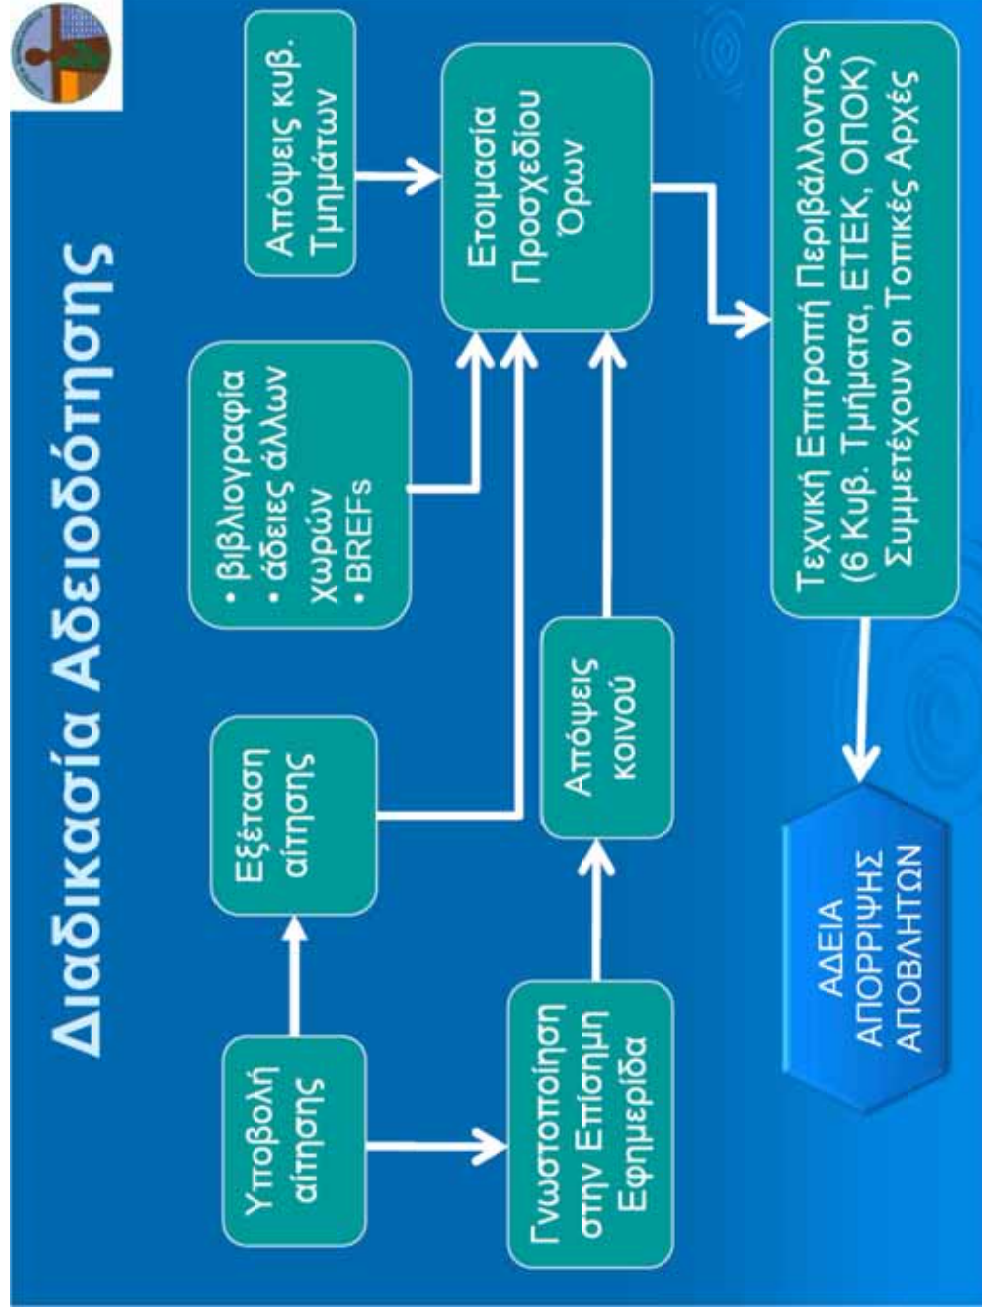 Διαδικασία Αδειοδότησης
Υποβολή
αίτησης
Εξέταση
αίτησης
• βιβλιογραφία
• άδειες άλλων
χωρών
• BREFs
Απόψεις κυβ.
Τμημάτων
Γνωστοποίηση
στην Επίσημη
Εφημερίδα
Απόψεις
κοινού
Ετοιμασία
Προσχεδίου
Όρων
Τεχνική Επιτροπή Περιβάλλοντος
(6 Κυβ. Τμήματα, ΕΤΕΚ, ΟΠΟΚ)
Συμμετέχουν οι Τοπικές Αρχές
ΑΔΕΙΑ
ΑΠΟΡΡΙΨΗΣ
ΑΠΟΒΛΗΤΩΝ